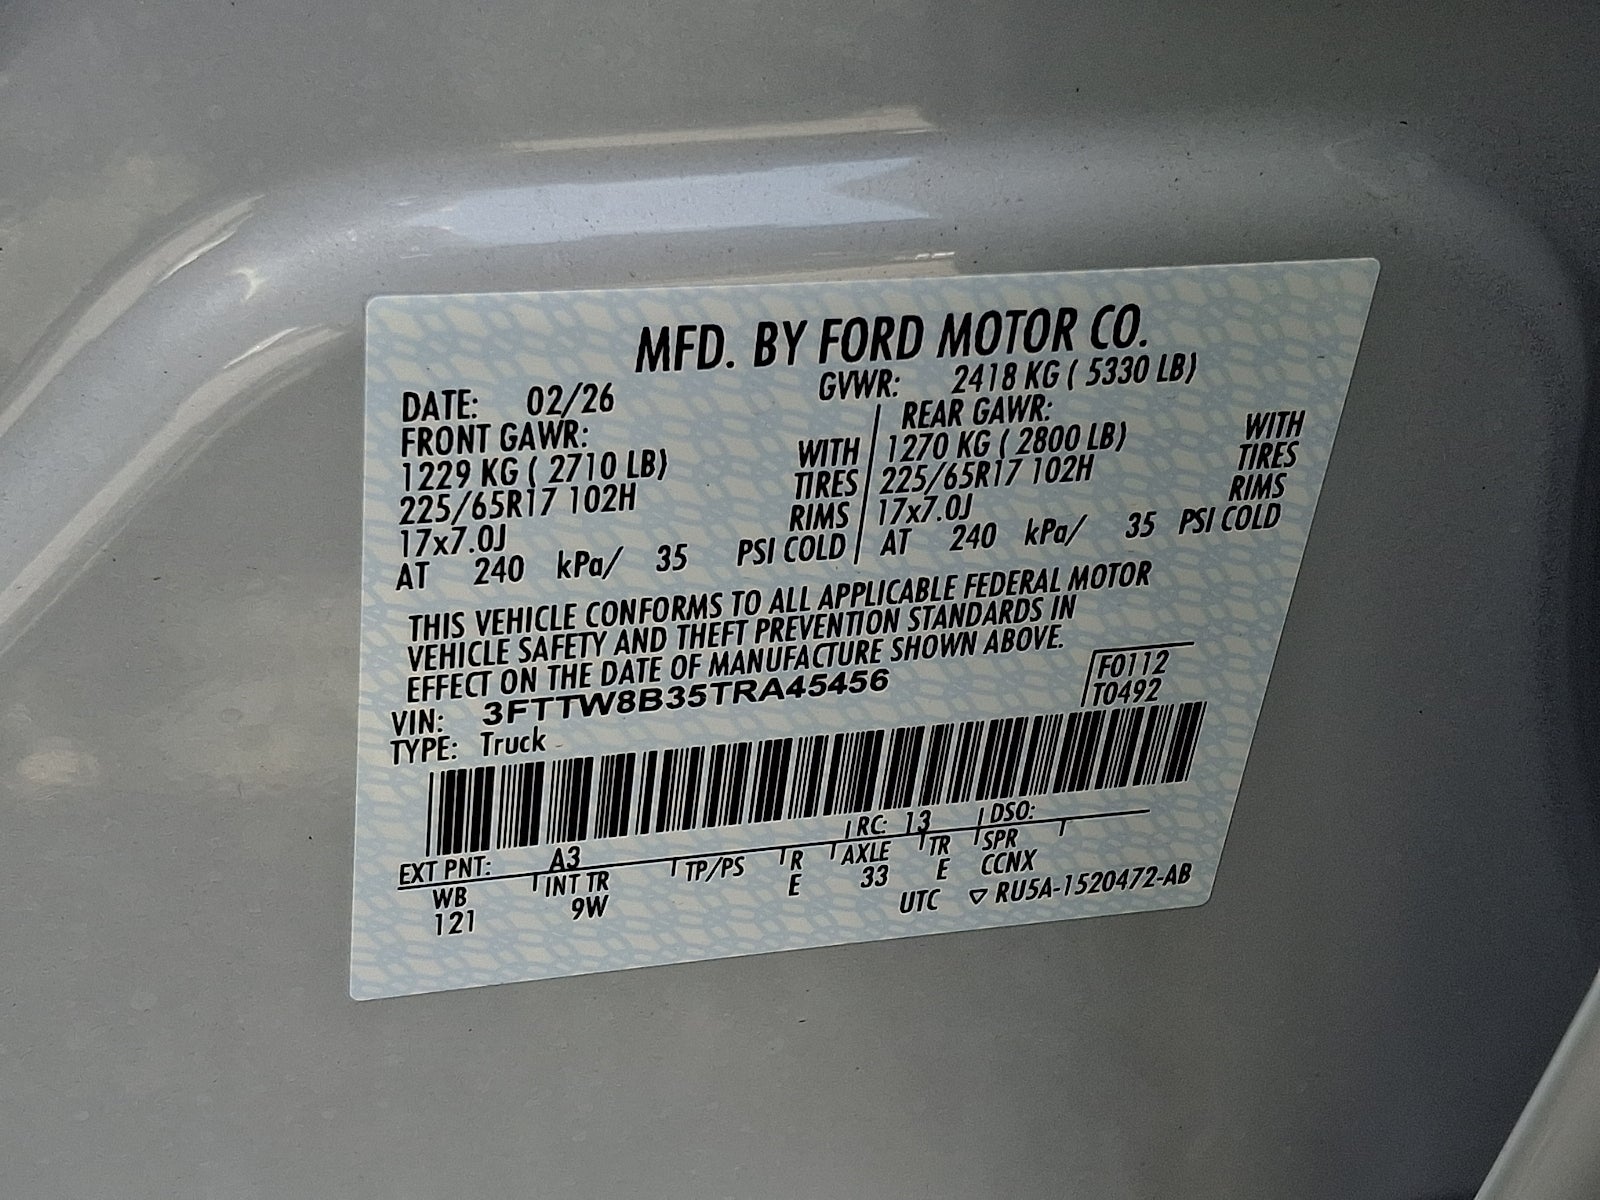 MFD. BY FORD MOTOR CO.
DATE: 02/26 GVWR: 2418 KG ( 5330 LB)
FRONT GAWR: REAR GAWR:
1229 KG ( 2710 LB) WITH 1270 KG ( 2800 LB) WITH
225/65R17 102H TIRES 225/65R17 102H TIRES
17x7.0J RIMS 17x7.0J RIMS
AT 240 kPa/ 35 PSI COLD AT 240 kPa/ 35 PSI COLD
THIS VEHICLE CONFORMS TO ALL APPLICABLE FEDERAL MOTOR
VEHICLE SAFETY AND THEFT PREVENTION STANDARDS IN
EFFECT ON THE DATE OF MANUFACTURE SHOWN ABOVE.
VIN: 3FTTW8B35TRA45456 F0112
TYPE: Truck T0492
EXT PNT: A3 RC: 13 DSO:
WB INT TR TP/PS R AXLE TR SPR
121 9W E 33 E CCNX
UTC ▽ RU5A-1520472-AB